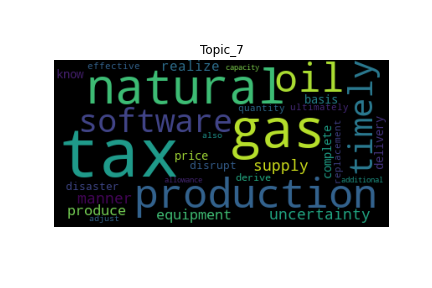 Topic_7
know
effective
realize
capacity
natural
oil
timely
basis
quantity
ultimately
software
gas
also
tax
price
disrupt
supply
complete
replacement
delivery
disaster
derive
allowance
additional
manner
production
produce
equipment
uncertainty
adjust